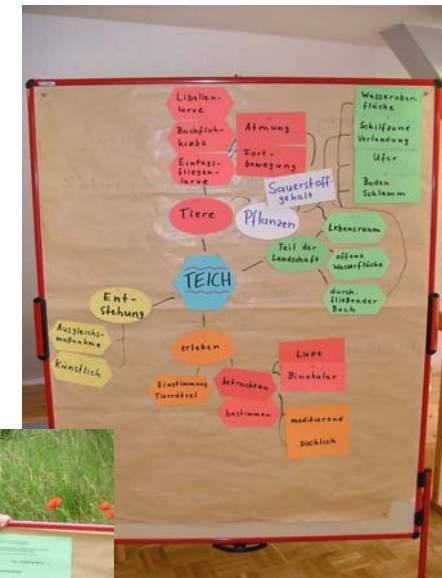 Libellen-
larve
Bachfloh-
krebs
Eintags-
fliegen-
larve
Atmung
Fort-
bewegung
Wasserober-
fläche
Schilfzone
Verlandung
Ufer
Boden
Schlamm
Sauerstoff-
gehalt
Tiere
Pflanzen
Teil der
Landschaft
Lebensraum
offene
Wasserfläche
durch-
fließender
Bach
TEICH
Ent-
stehung
Ausgleichs-
maßnahme
Künstlich
erleben
Einstimmung
Tierrätsel
betrachten
bestimmen
Lupe
Binokular
meditierend
sachlich